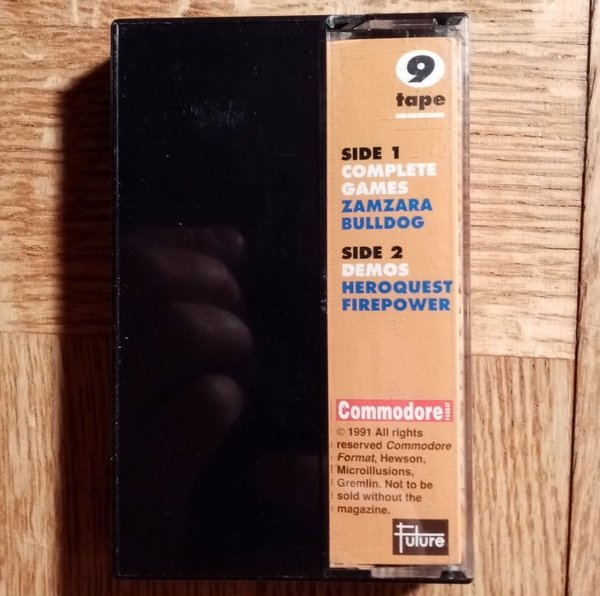 9
tape
SIDE 1
COMPLETE
GAMES
ZAMZARA
BULLDOG
SIDE 2
DEMOS
HEROQUEST
FIREPOWER
Commodore
© 1991 All rights
reserved Commodore
Format, Hewson,
Microillusions,
Gremlin. Not to be
sold without the
magazine.
Future